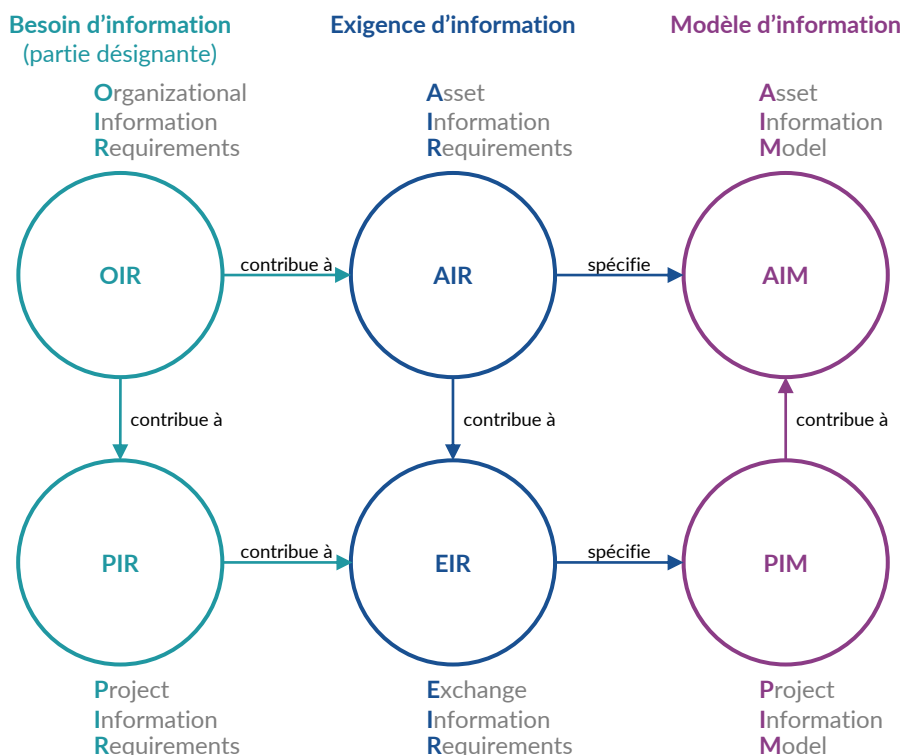 Besoin d’information
(partie désignante)
Exigence d’information
Modèle d’information
Organizational
Information
Requirements
Asset
Information
Requirements
Asset
Information
Model
OIR
contribue à
AIR
spécifie
AIM
contribue à
contribue à
contribue à
PIR
contribue à
EIR
spécifie
PIM
Project
Information
Requirements
Exchange
Information
Requirements
Project
Information
Model